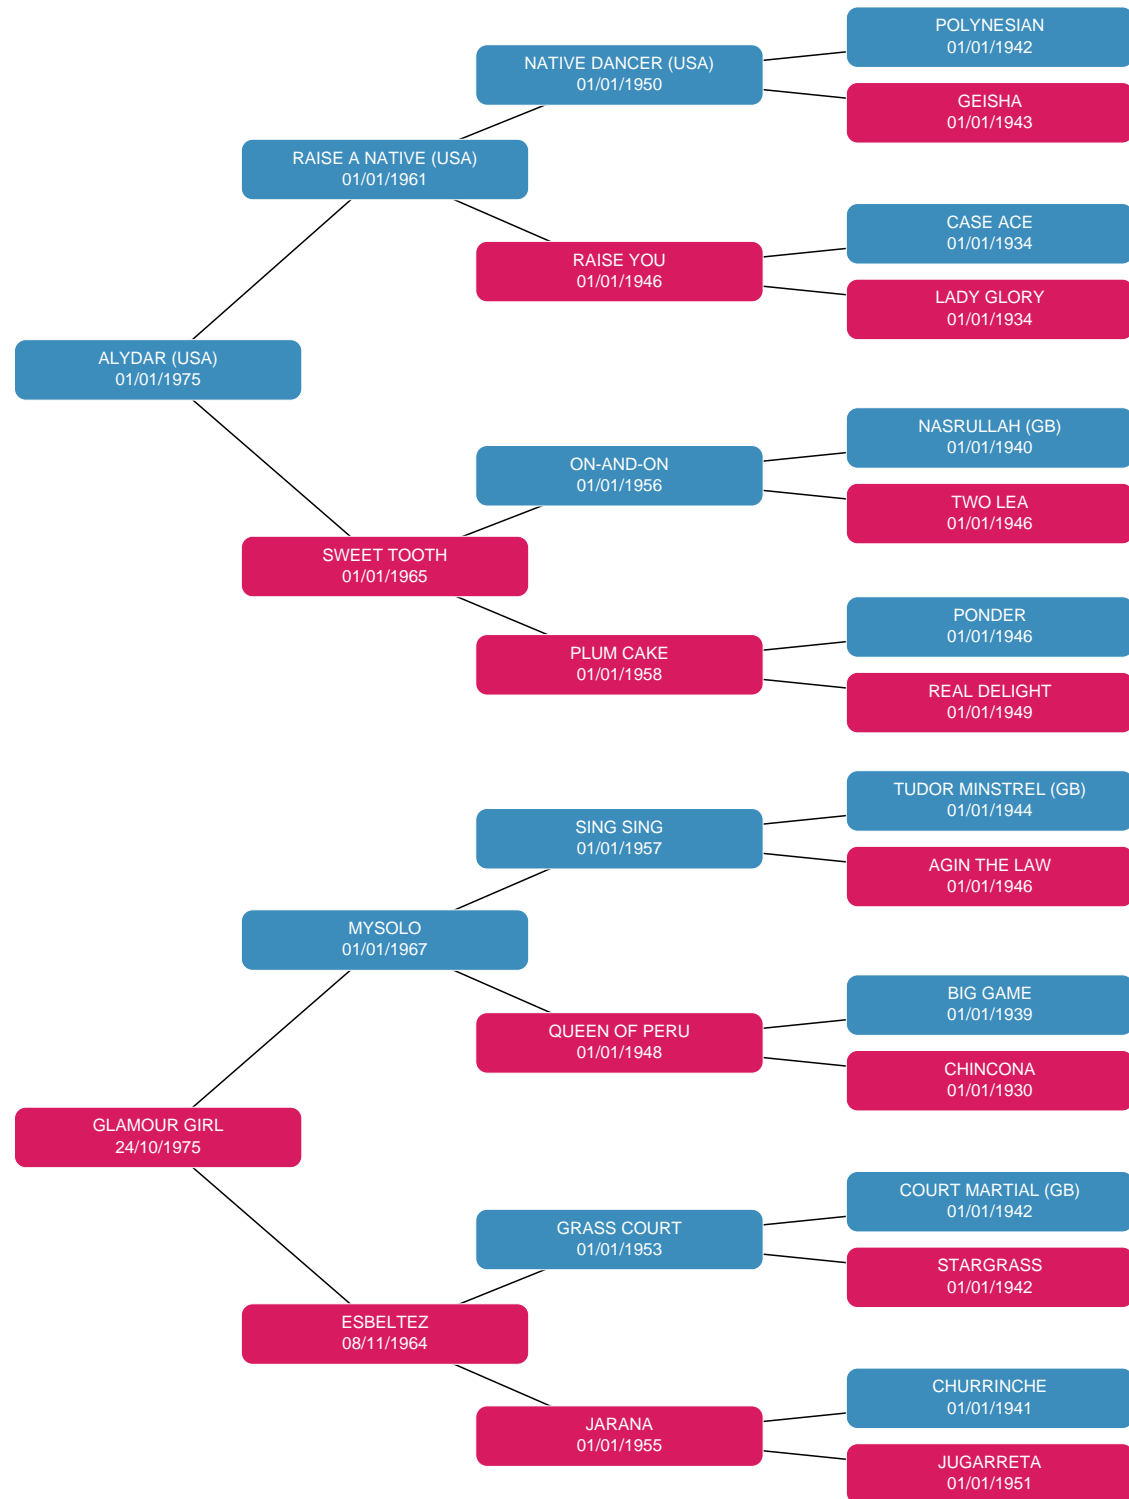 POLYNESIAN
01/01/1942
NATIVE DANCER (USA)
01/01/1950
GEISHA
01/01/1943
RAISE A NATIVE (USA)
01/01/1961
CASE ACE
01/01/1934
RAISE YOU
01/01/1946
LADY GLORY
01/01/1934
ALYDAR (USA)
01/01/1975
NASRULLAH (GB)
01/01/1940
ON-AND-ON
01/01/1956
TWO LEA
01/01/1946
SWEET TOOTH
01/01/1965
PONDER
01/01/1946
PLUM CAKE
01/01/1958
REAL DELIGHT
01/01/1949
TUDOR MINSTREL (GB)
01/01/1944
SING SING
01/01/1957
AGIN THE LAW
01/01/1946
MYSOLO
01/01/1967
BIG GAME
01/01/1939
QUEEN OF PERU
01/01/1948
CHINCONA
01/01/1930
GLAMOUR GIRL
24/10/1975
COURT MARTIAL (GB)
01/01/1942
GRASS COURT
01/01/1953
STARGRASS
01/01/1942
ESBELTEZ
08/11/1964
CHURRINCHE
01/01/1941
JARANA
01/01/1955
JUGARRETA
01/01/1951